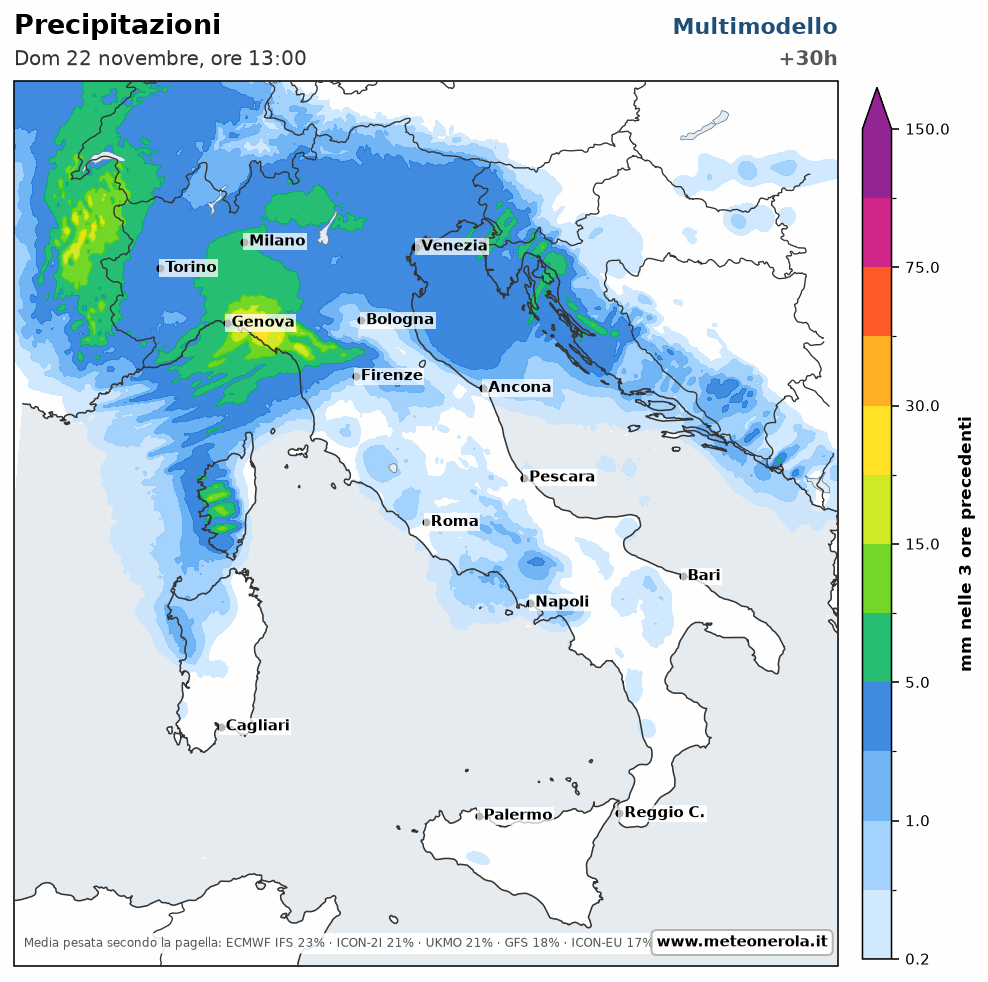 Precipitazioni
Multimodello
Dom 22 novembre, ore 13:00
+30h
150.0
75.0
30.0
15.0
5.0
1.0
0.2
mm nelle 3 ore precedenti
Milano
Venezia
Torino
Genova
Bologna
Firenze
Ancona
Pescara
Roma
Bari
Napoli
Cagliari
Palermo
Reggio C.
Media pesata secondo la pagella: ECMWF IFS 23% · ICON-2I 21% · UKMO 21% · GFS 18% · ICON-EU 17%
www.meteonerola.it